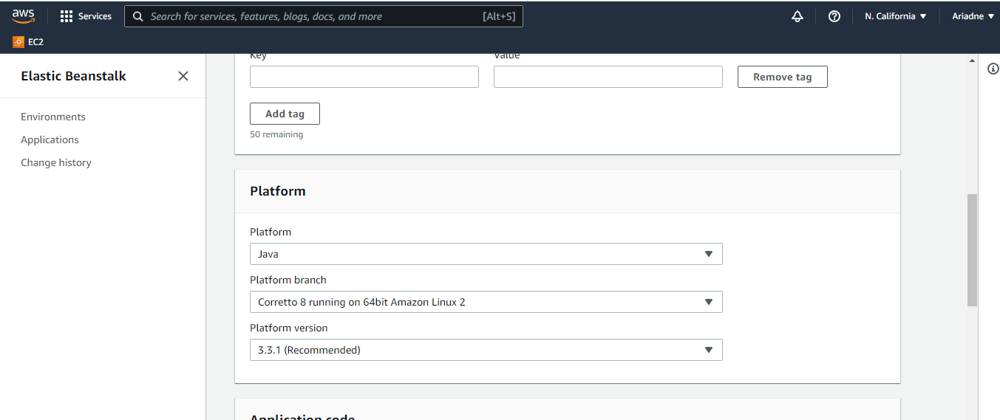 aws
Services
Search for services, features, blogs, docs, and more [Alt+S]
N. California
Ariadne
EC2
Elastic Beanstalk
Environments
Applications
Change history
Key Value
Remove tag
Add tag
50 remaining
Platform
Platform
Java
Platform branch
Corretto 8 running on 64bit Amazon Linux 2
Platform version
3.3.1 (Recommended)
Application code